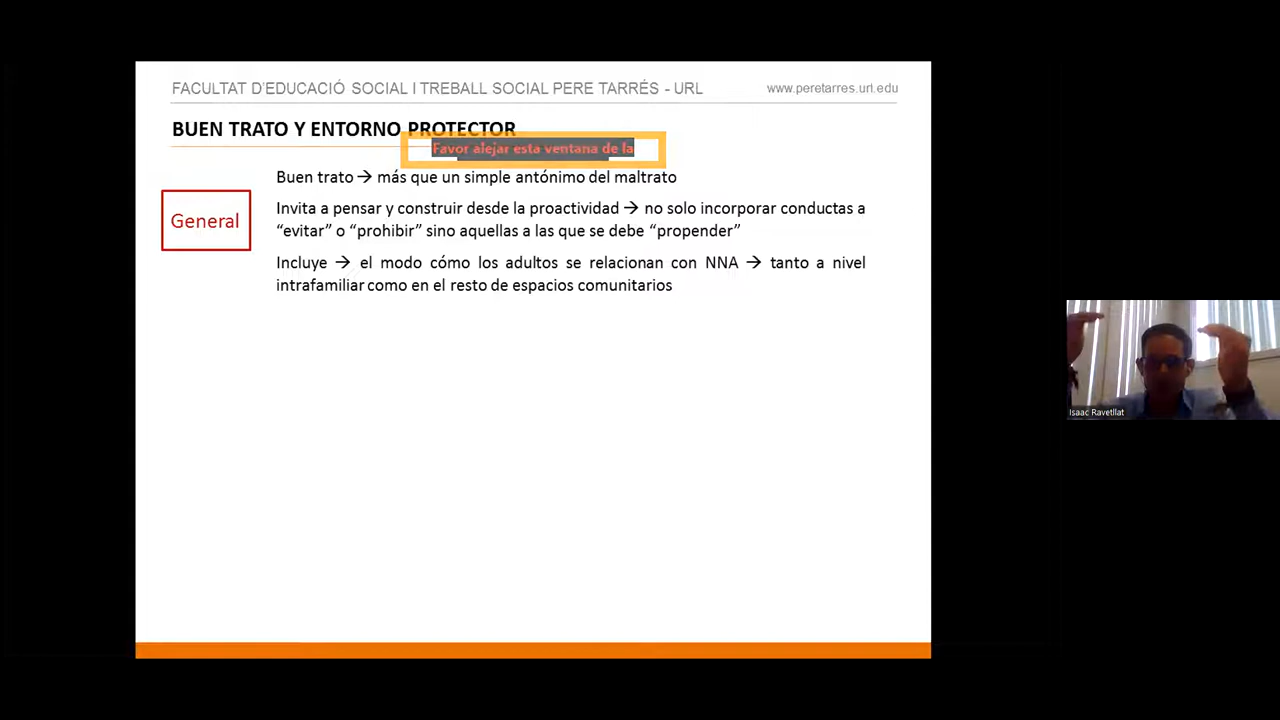 FACULTAT D'EDUCACIÓ SOCIAL I TREBALL SOCIAL PERE TARRÉS - URL
www.peretarres.url.edu
BUEN TRATO Y ENTORNO PROTECTOR
Favor alejar esta ventana de la
Buen trato → más que un simple antónimo del maltrato
General
Invita a pensar y construir desde la proactividad → no solo incorporar conductas a
“evitar” o “prohibir” sino aquellas a las que se debe “propender”
Incluye → el modo cómo los adultos se relacionan con NNA → tanto a nivel
intrafamiliar como en el resto de espacios comunitarios
Isaac Ravetllat